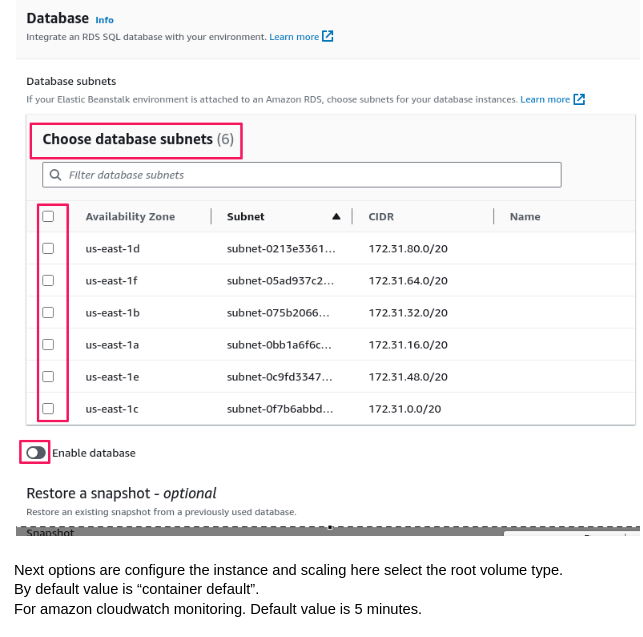 Database Info
Integrate an RDS SQL database with your environment. Learn more
Database subnets
If your Elastic Beanstalk environment is attached to an Amazon RDS, choose subnets for your database instances. Learn more
Choose database subnets (6)
Filter database subnets
Availability Zone Subnet CIDR Name
us-east-1d subnet-0213e3361... 172.31.80.0/20
us-east-1f subnet-05ad937c2... 172.31.64.0/20
us-east-1b subnet-075b2066... 172.31.32.0/20
us-east-1a subnet-0bb1a6f6c... 172.31.16.0/20
us-east-1e subnet-0c9fd3347... 172.31.48.0/20
us-east-1c subnet-0f7b6abbd... 172.31.0.0/20
Enable database
Restore a snapshot - optional
Restore an existing snapshot from a previously used database.
Snapshot
Next options are configure the instance and scaling here select the root volume type.
By default value is “container default”.
For amazon cloudwatch monitoring. Default value is 5 minutes.